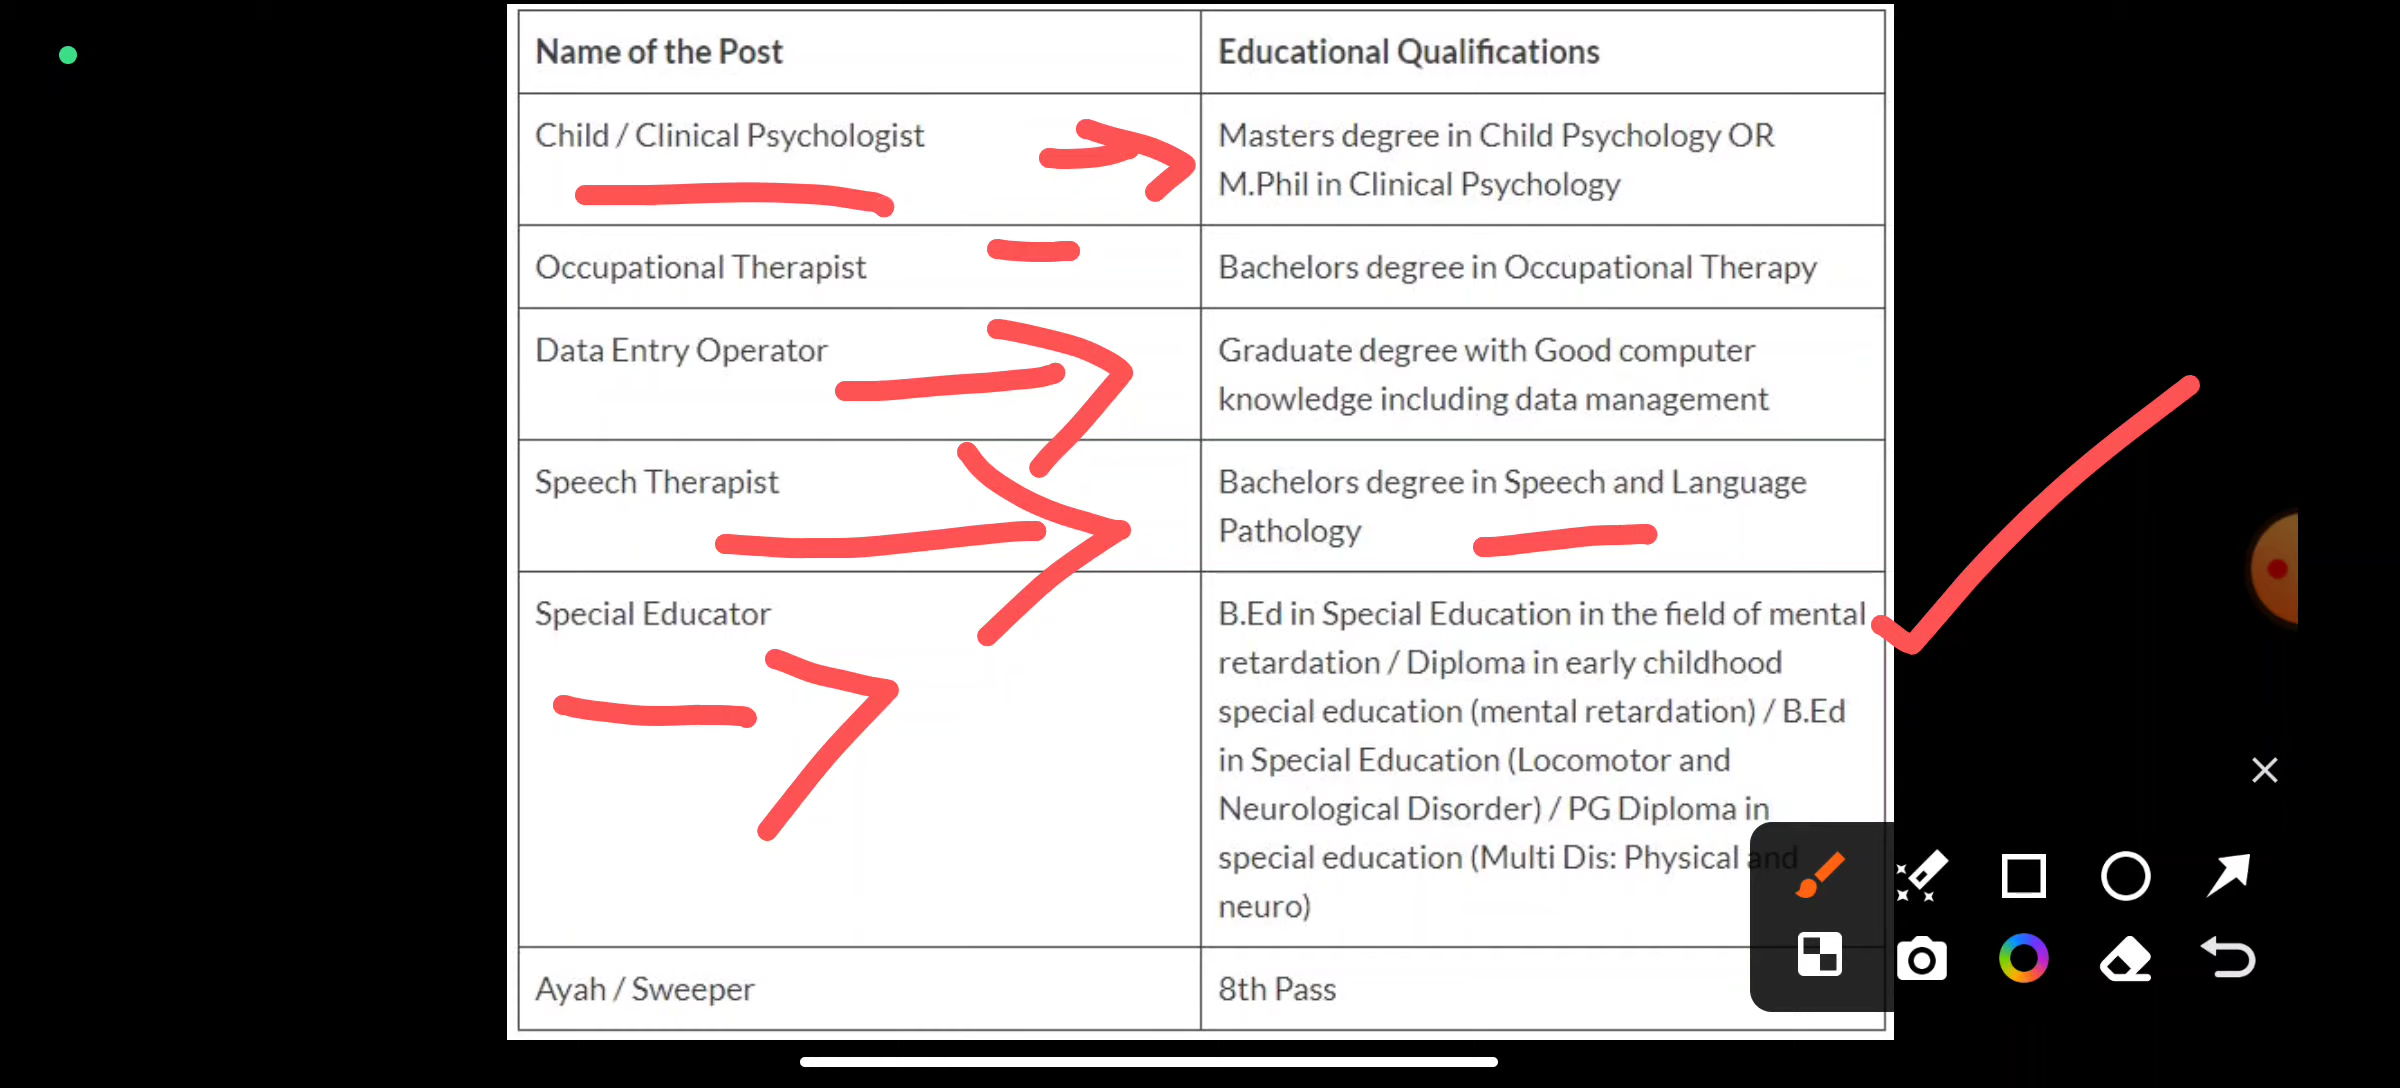 Name of the Post
Educational Qualifications
Child / Clinical Psychologist
Masters degree in Child Psychology OR
M.Phil in Clinical Psychology
Occupational Therapist
Bachelors degree in Occupational Therapy
Data Entry Operator
Graduate degree with Good computer
knowledge including data management
Speech Therapist
Bachelors degree in Speech and Language
Pathology
Special Educator
B.Ed in Special Education in the field of mental
retardation / Diploma in early childhood
special education (mental retardation) / B.Ed
in Special Education (Locomotor and
Neurological Disorder) / PG Diploma in
special education (Multi Dis: Physical and
neuro)
Ayah / Sweeper
8th Pass